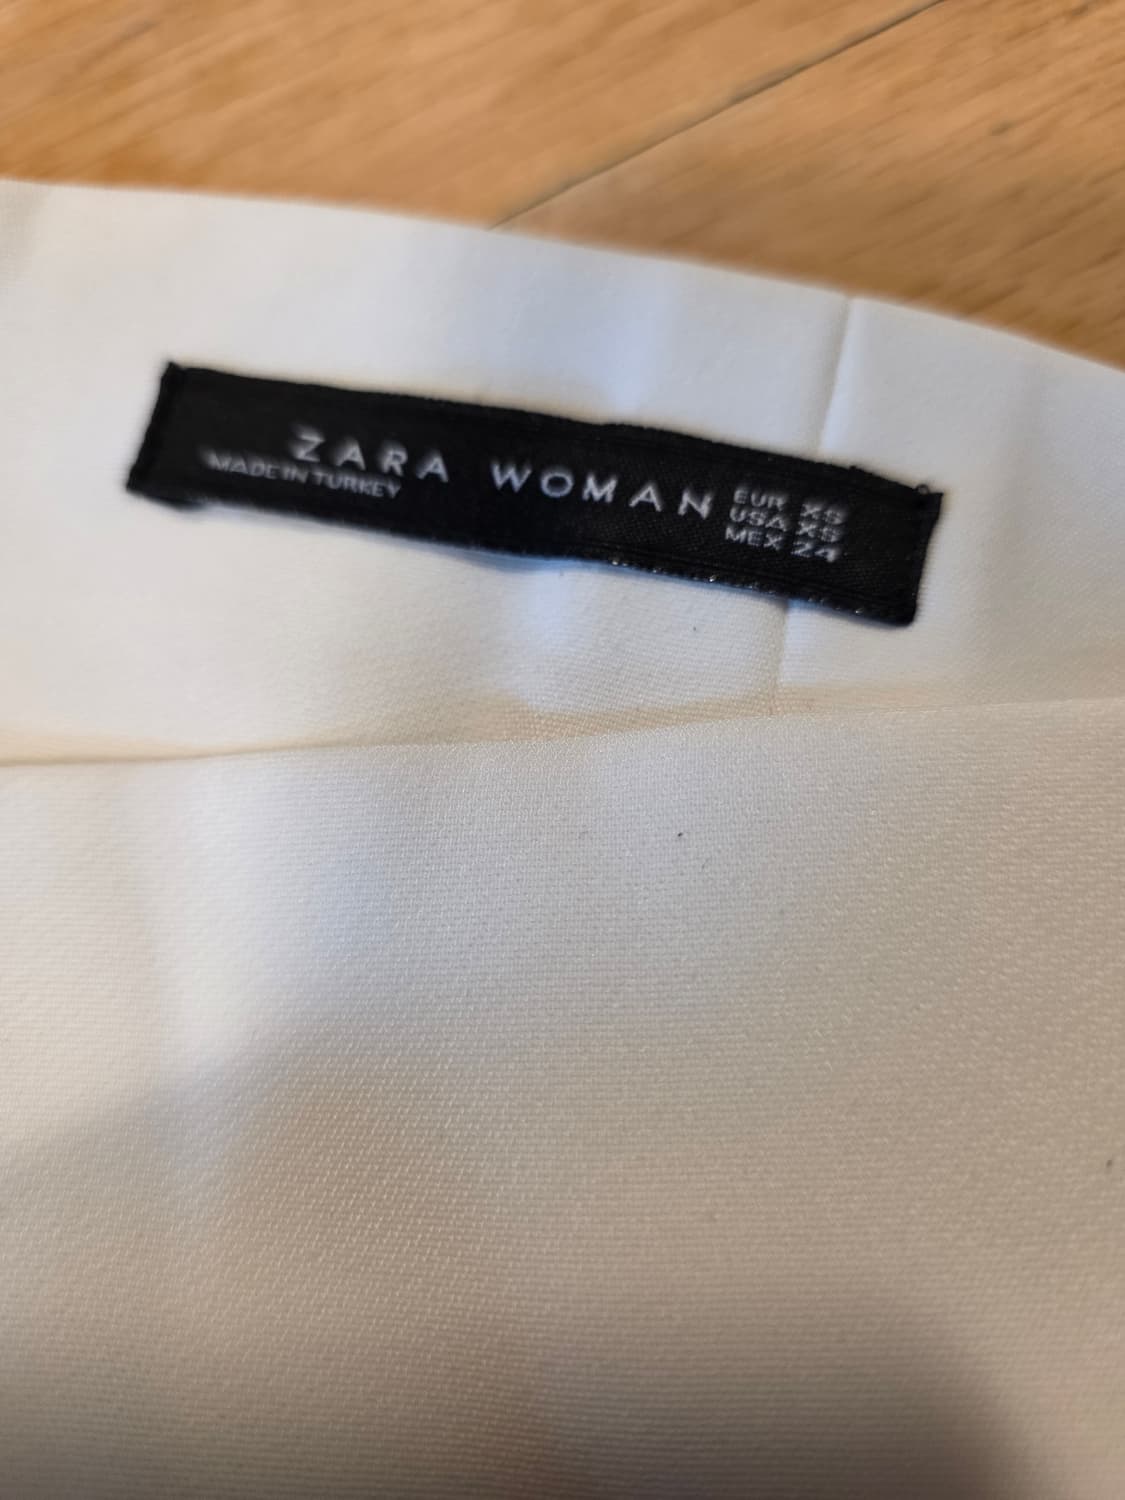 ZARA WOMAN
MADE IN TURKEY
EUR XS
USA XS
MEX 24